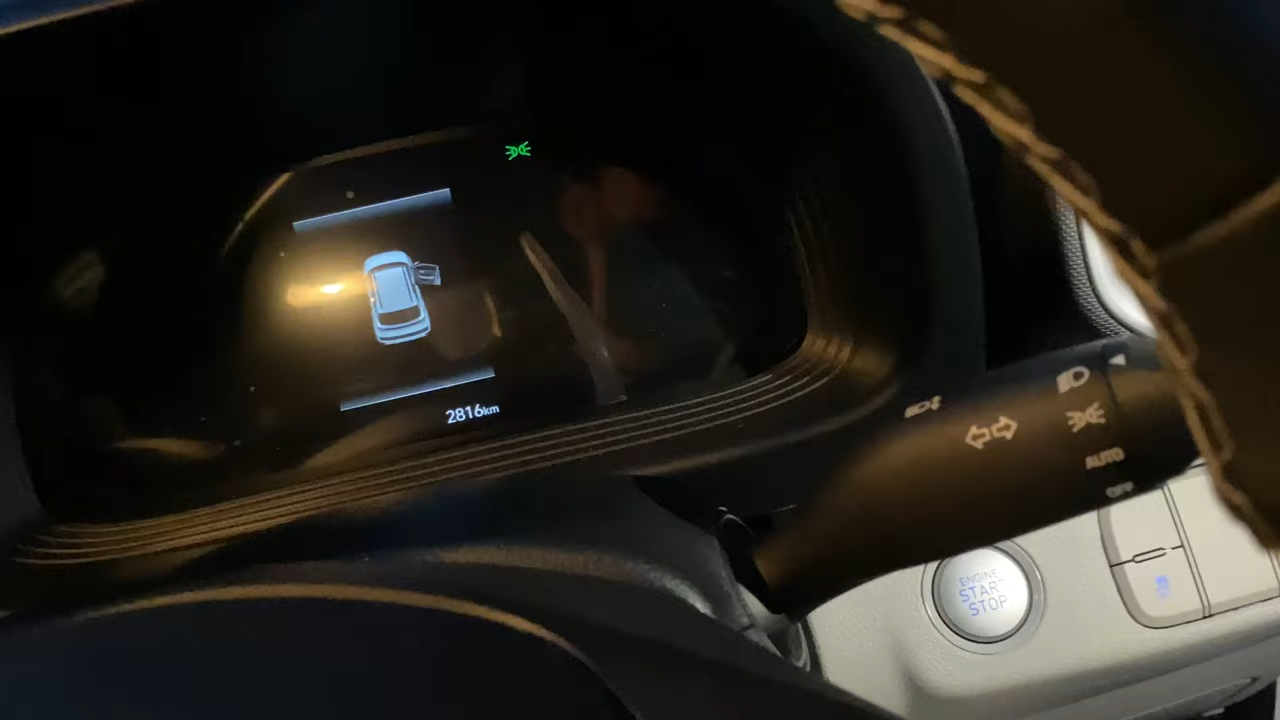 2816km
AUTO
OFF
ENGINE
START
STOP